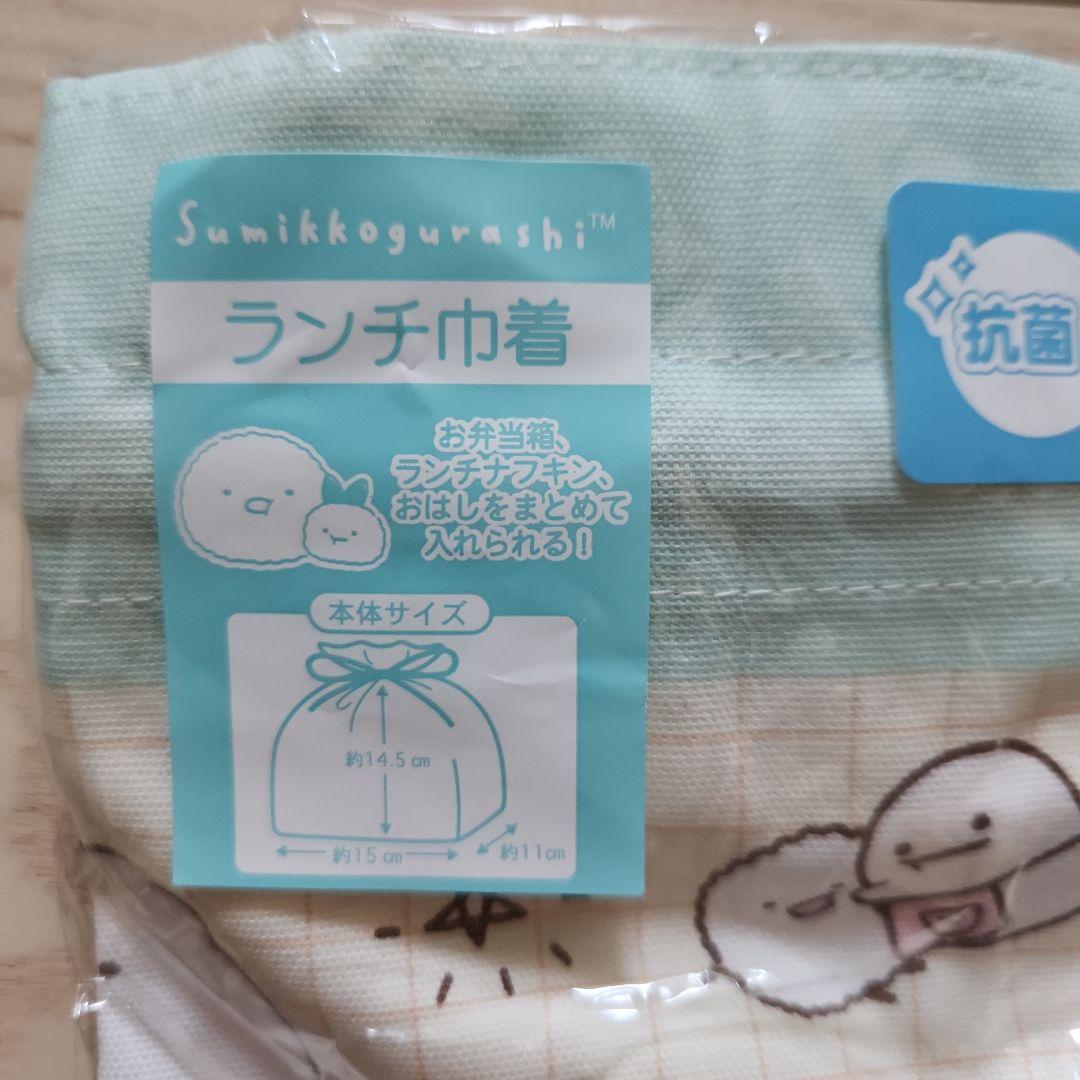 Sumikkogurashi™
ランチ巾着
お弁当箱、
ランチナフキン、
おはしをまとめて
入れられる！
本体サイズ
約14.5㎝
約15㎝
約11㎝
抗菌